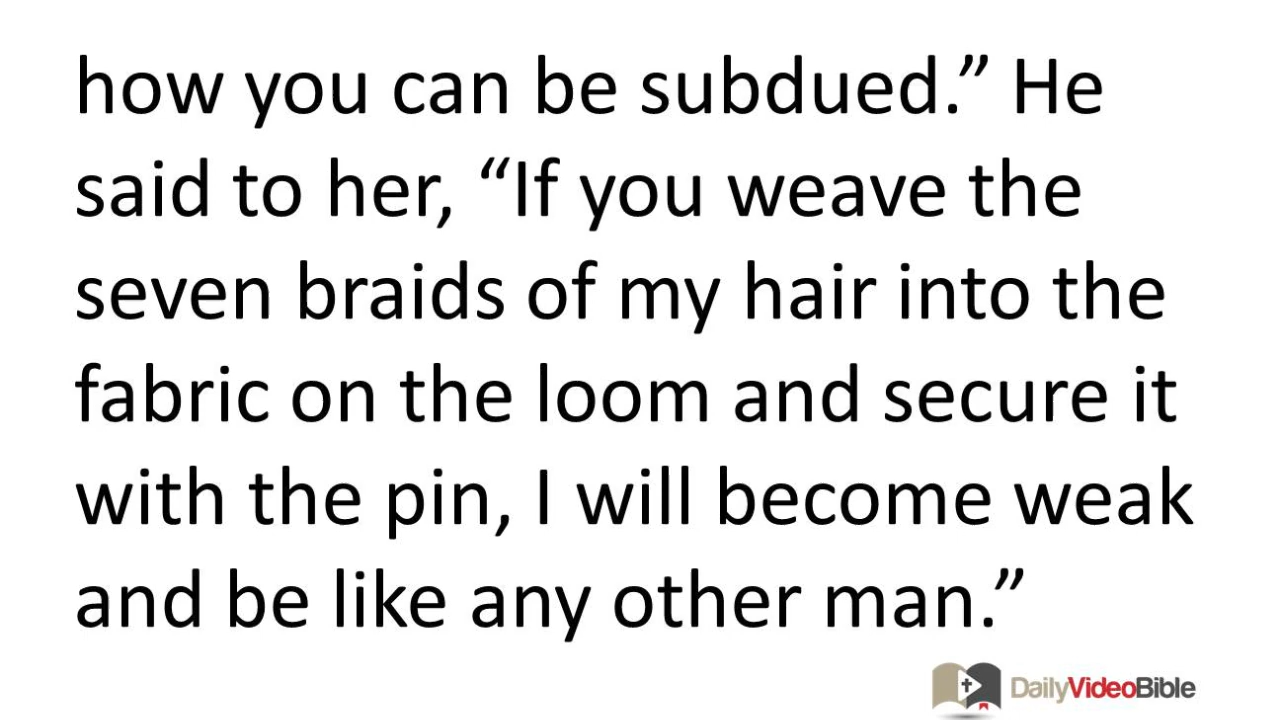 how you can be subdued.” He
said to her, “If you weave the
seven braids of my hair into the
fabric on the loom and secure it
with the pin, I will become weak
and be like any other man.”
DailyVideoBible